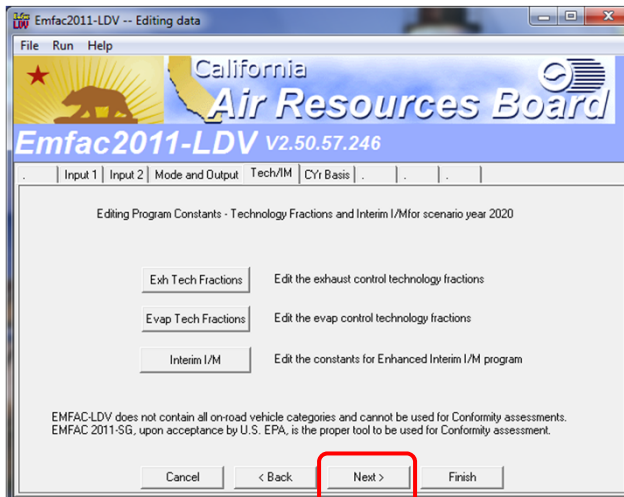 Emfac2011-LDV -- Editing data
File Run Help
California
Air Resources Board
Emfac2011-LDV V2.50.57.246
. Input 1 Input 2 Mode and Output Tech/IM CYr Basis . . .
Editing Program Constants - Technology Fractions and Interim I/Mfor scenario year 2020
Exh Tech Fractions Edit the exhaust control technology fractions
Evap Tech Fractions Edit the evap control technology fractions
Interim I/M Edit the constants for Enhanced Interim I/M program
EMFAC-LDV does not contain all on-road vehicle categories and cannot be used for Conformity assessments.
EMFAC 2011-SG, upon acceptance by U.S. EPA, is the proper tool to be used for Conformity assessment.
Cancel < Back Next > Finish